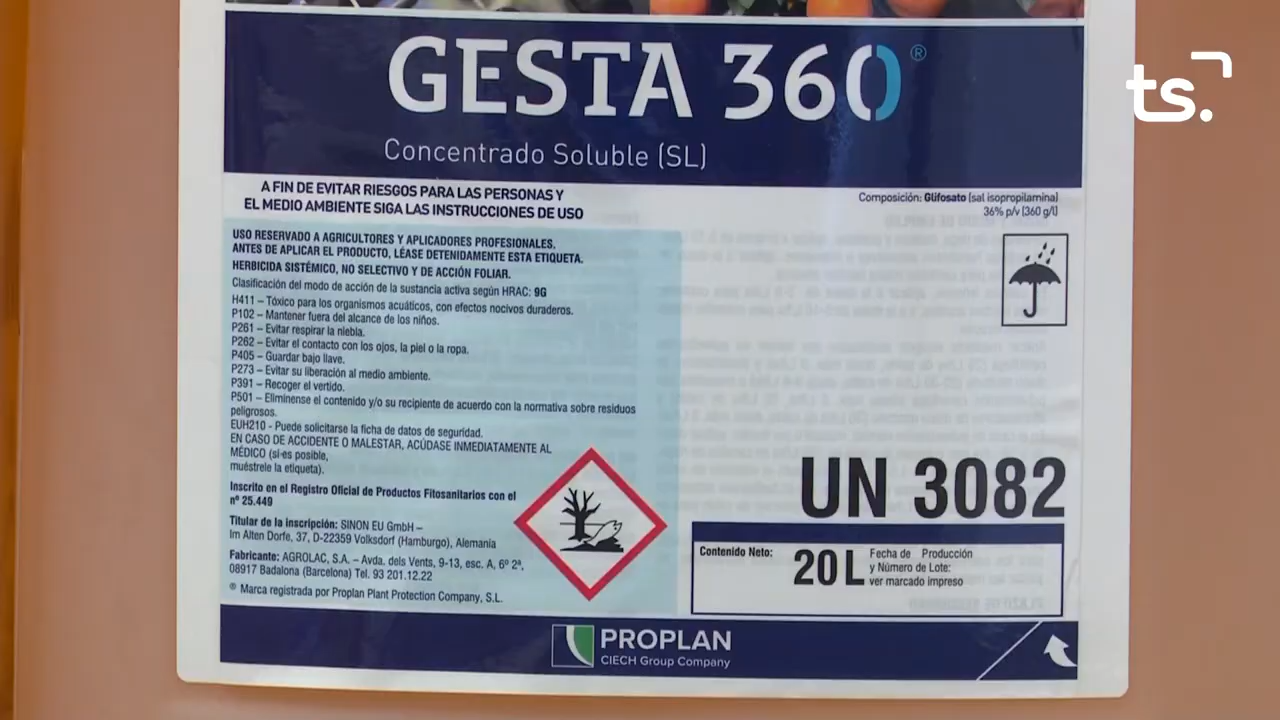 GESTA 360®
ts.
Concentrado Soluble (SL)
A FIN DE EVITAR RIESGOS PARA LAS PERSONAS Y
EL MEDIO AMBIENTE SIGA LAS INSTRUCCIONES DE USO
Composición: Glifosato (sal isopropilamina)
36% p/v (360 g/l)
USO RESERVADO A AGRICULTORES Y APLICADORES PROFESIONALES.
ANTES DE APLICAR EL PRODUCTO, LÉASE DETENIDAMENTE ESTA ETIQUETA.
HERBICIDA SISTÉMICO, NO SELECTIVO Y DE ACCIÓN FOLIAR.
Clasificación del modo de acción de la sustancia activa según HRAC: 9G
H411 – Tóxico para los organismos acuáticos, con efectos nocivos duraderos.
P102 – Mantener fuera del alcance de los niños.
P261 – Evitar respirar la niebla.
P262 – Evitar el contacto con los ojos, la piel o la ropa.
P405 – Guardar bajo llave.
P273 – Evitar su liberación al medio ambiente.
P391 – Recoger el vertido.
P501 – Elimínense el contenido y/o su recipiente de acuerdo con la normativa sobre residuos
peligrosos.
EUH210 - Puede solicitarse la ficha de datos de seguridad.
EN CASO DE ACCIDENTE O MALESTAR, ACÚDASE INMEDIATAMENTE AL
MÉDICO (si es posible,
muéstrele la etiqueta).
Inscrito en el Registro Oficial de Productos Fitosanitarios con el
nº 25.449
Titular de la inscripción: SINON EU GmbH –
Im Alten Dorfe, 37, D-22359 Volksdorf (Hamburgo), Alemania
Fabricante: AGROLAC, S.A. – Avda. dels Vents, 9-13, esc. A, 6º 2ª,
08917 Badalona (Barcelona) Tel. 93 201.12.22
® Marca registrada por Proplan Plant Protection Company, S.L.
UN 3082
Contenido Neto: 20 L
Fecha de Producción
y Número de Lote:
ver marcado impreso
PROPLAN
CIECH Group Company